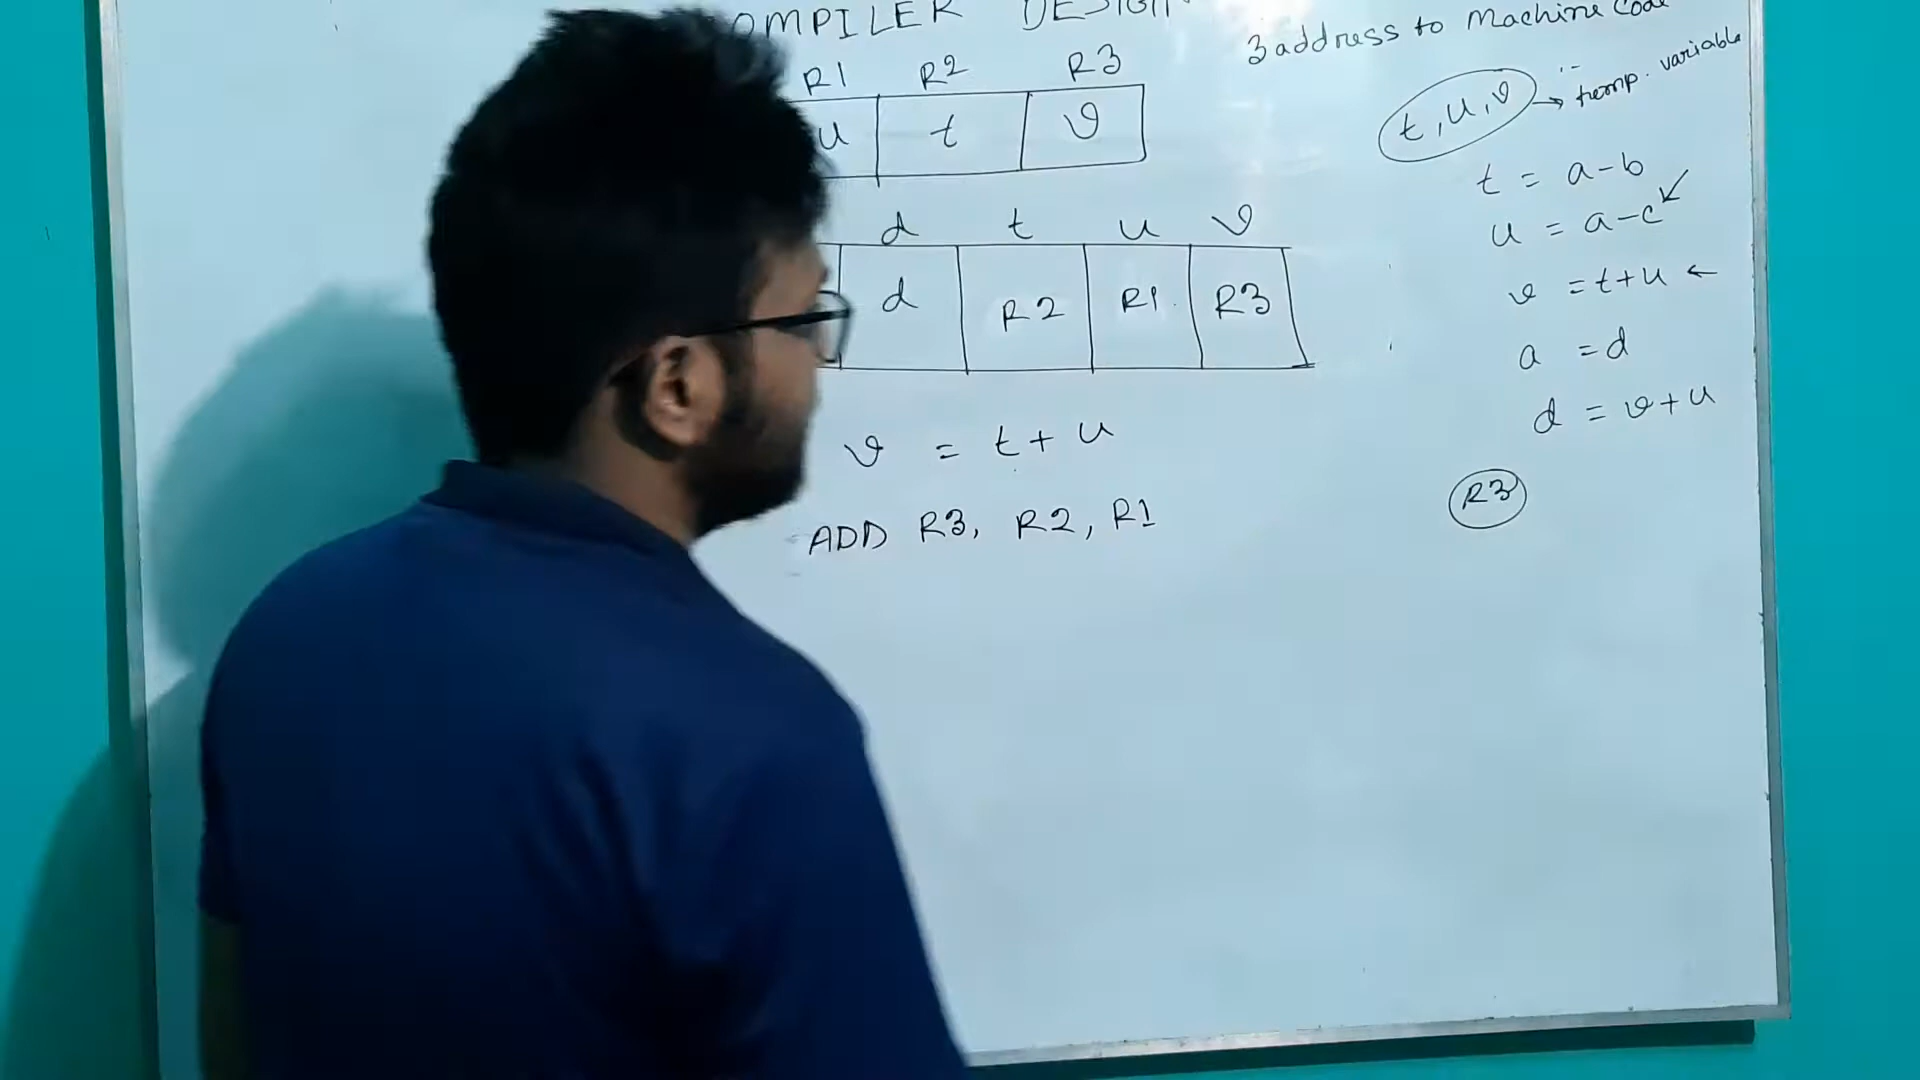 OMPILER DESIGN
3 address to Machine Code
R1 R2 R3
u t v
t, u, v → temp. variable
t = a-b
u = a-c
v = t+u ←
a = d
d = v+u
R3
d t u v
d R2 R1 R3
v = t + u
ADD R3, R2, R1